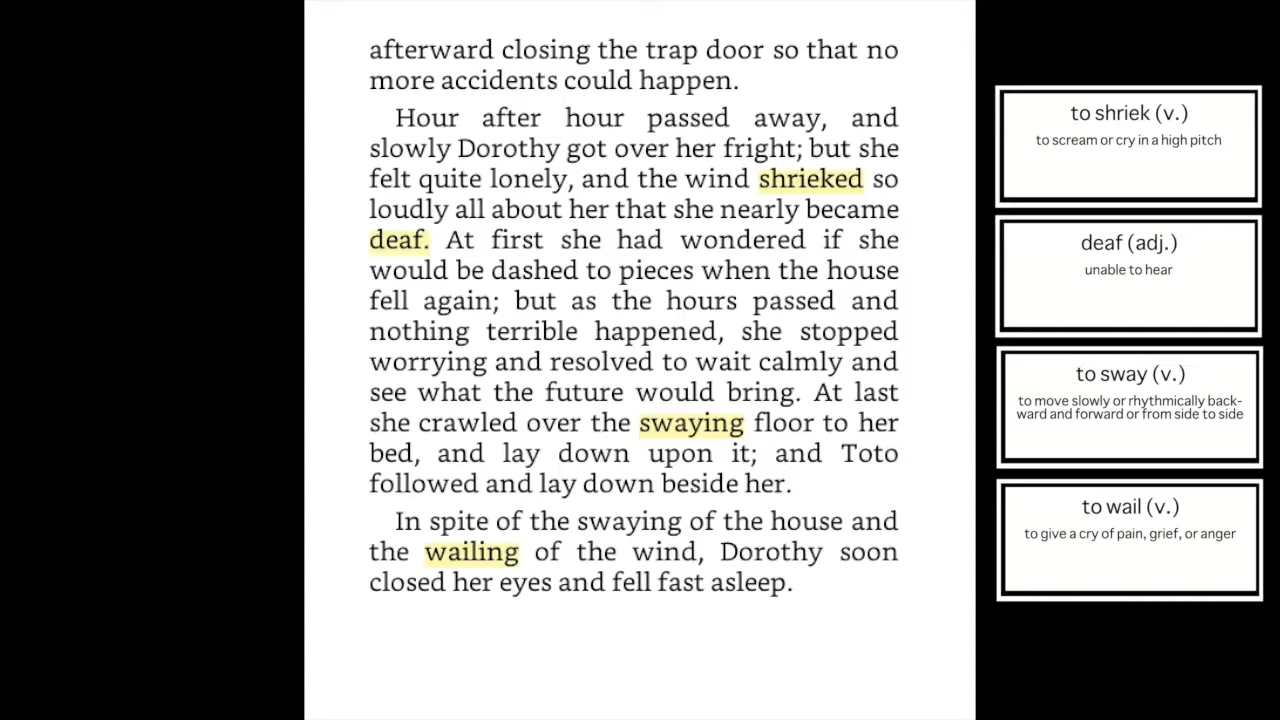 afterward closing the trap door so that no
more accidents could happen.
Hour after hour passed away, and
slowly Dorothy got over her fright; but she
felt quite lonely, and the wind shrieked so
loudly all about her that she nearly became
deaf. At first she had wondered if she
would be dashed to pieces when the house
fell again; but as the hours passed and
nothing terrible happened, she stopped
worrying and resolved to wait calmly and
see what the future would bring. At last
she crawled over the swaying floor to her
bed, and lay down upon it; and Toto
followed and lay down beside her.
In spite of the swaying of the house and
the wailing of the wind, Dorothy soon
closed her eyes and fell fast asleep.
to shriek (v.)
to scream or cry in a high pitch
deaf (adj.)
unable to hear
to sway (v.)
to move slowly or rhythmically back-
ward and forward or from side to side
to wail (v.)
to give a cry of pain, grief, or anger